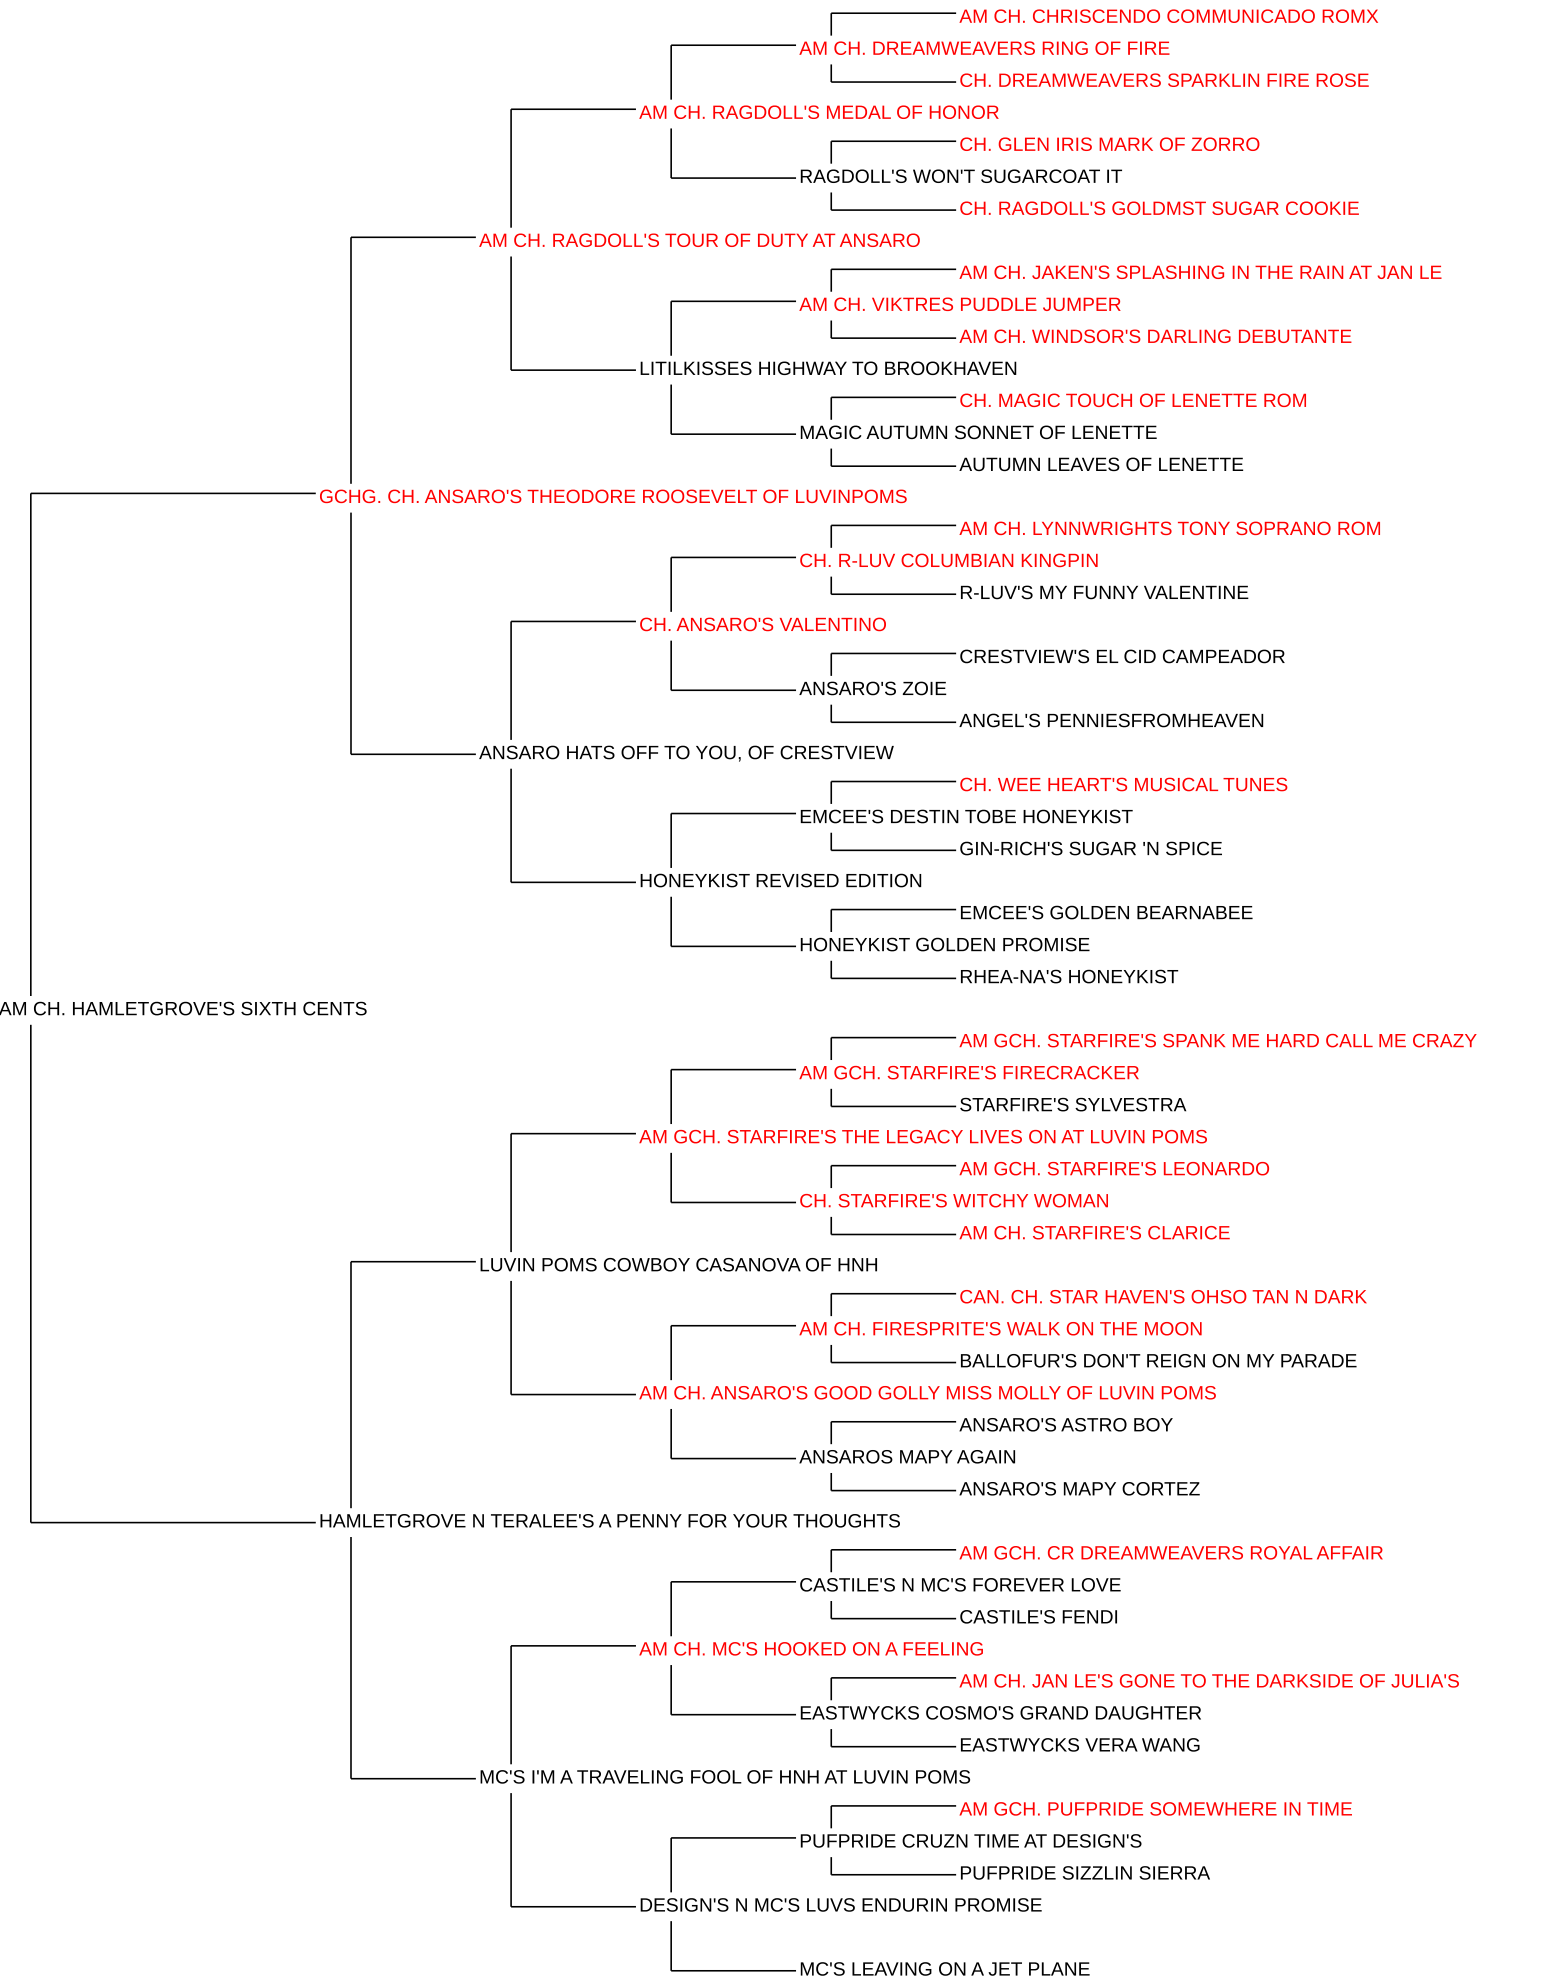 AM CH. CHRISCENDO COMMUNICADO ROMX
AM CH. DREAMWEAVERS RING OF FIRE
CH. DREAMWEAVERS SPARKLIN FIRE ROSE
AM CH. RAGDOLL'S MEDAL OF HONOR
CH. GLEN IRIS MARK OF ZORRO
RAGDOLL'S WON'T SUGARCOAT IT
CH. RAGDOLL'S GOLDMST SUGAR COOKIE
AM CH. RAGDOLL'S TOUR OF DUTY AT ANSARO
AM CH. JAKEN'S SPLASHING IN THE RAIN AT JAN LE
AM CH. VIKTRES PUDDLE JUMPER
AM CH. WINDSOR'S DARLING DEBUTANTE
LITILKISSES HIGHWAY TO BROOKHAVEN
CH. MAGIC TOUCH OF LENETTE ROM
MAGIC AUTUMN SONNET OF LENETTE
AUTUMN LEAVES OF LENETTE
GCHG. CH. ANSARO'S THEODORE ROOSEVELT OF LUVINPOMS
AM CH. LYNNWRIGHTS TONY SOPRANO ROM
CH. R-LUV COLUMBIAN KINGPIN
R-LUV'S MY FUNNY VALENTINE
CH. ANSARO'S VALENTINO
CRESTVIEW'S EL CID CAMPEADOR
ANSARO'S ZOIE
ANGEL'S PENNIESFROMHEAVEN
ANSARO HATS OFF TO YOU, OF CRESTVIEW
CH. WEE HEART'S MUSICAL TUNES
EMCEE'S DESTIN TOBE HONEYKIST
GIN-RICH'S SUGAR 'N SPICE
HONEYKIST REVISED EDITION
EMCEE'S GOLDEN BEARNABEE
HONEYKIST GOLDEN PROMISE
RHEA-NA'S HONEYKIST
AM CH. HAMLETGROVE'S SIXTH CENTS
AM GCH. STARFIRE'S SPANK ME HARD CALL ME CRAZY
AM GCH. STARFIRE'S FIRECRACKER
STARFIRE'S SYLVESTRA
AM GCH. STARFIRE'S THE LEGACY LIVES ON AT LUVIN POMS
AM GCH. STARFIRE'S LEONARDO
CH. STARFIRE'S WITCHY WOMAN
AM CH. STARFIRE'S CLARICE
LUVIN POMS COWBOY CASANOVA OF HNH
CAN. CH. STAR HAVEN'S OHSO TAN N DARK
AM CH. FIRESPRITE'S WALK ON THE MOON
BALLOFUR'S DON'T REIGN ON MY PARADE
AM CH. ANSARO'S GOOD GOLLY MISS MOLLY OF LUVIN POMS
ANSARO'S ASTRO BOY
ANSAROS MAPY AGAIN
ANSARO'S MAPY CORTEZ
HAMLETGROVE N TERALEE'S A PENNY FOR YOUR THOUGHTS
AM GCH. CR DREAMWEAVERS ROYAL AFFAIR
CASTILE'S N MC'S FOREVER LOVE
CASTILE'S FENDI
AM CH. MC'S HOOKED ON A FEELING
AM CH. JAN LE'S GONE TO THE DARKSIDE OF JULIA'S
EASTWYCKS COSMO'S GRAND DAUGHTER
EASTWYCKS VERA WANG
MC'S I'M A TRAVELING FOOL OF HNH AT LUVIN POMS
AM GCH. PUFPRIDE SOMEWHERE IN TIME
PUFPRIDE CRUZN TIME AT DESIGN'S
PUFPRIDE SIZZLIN SIERRA
DESIGN'S N MC'S LUVS ENDURIN PROMISE
MC'S LEAVING ON A JET PLANE